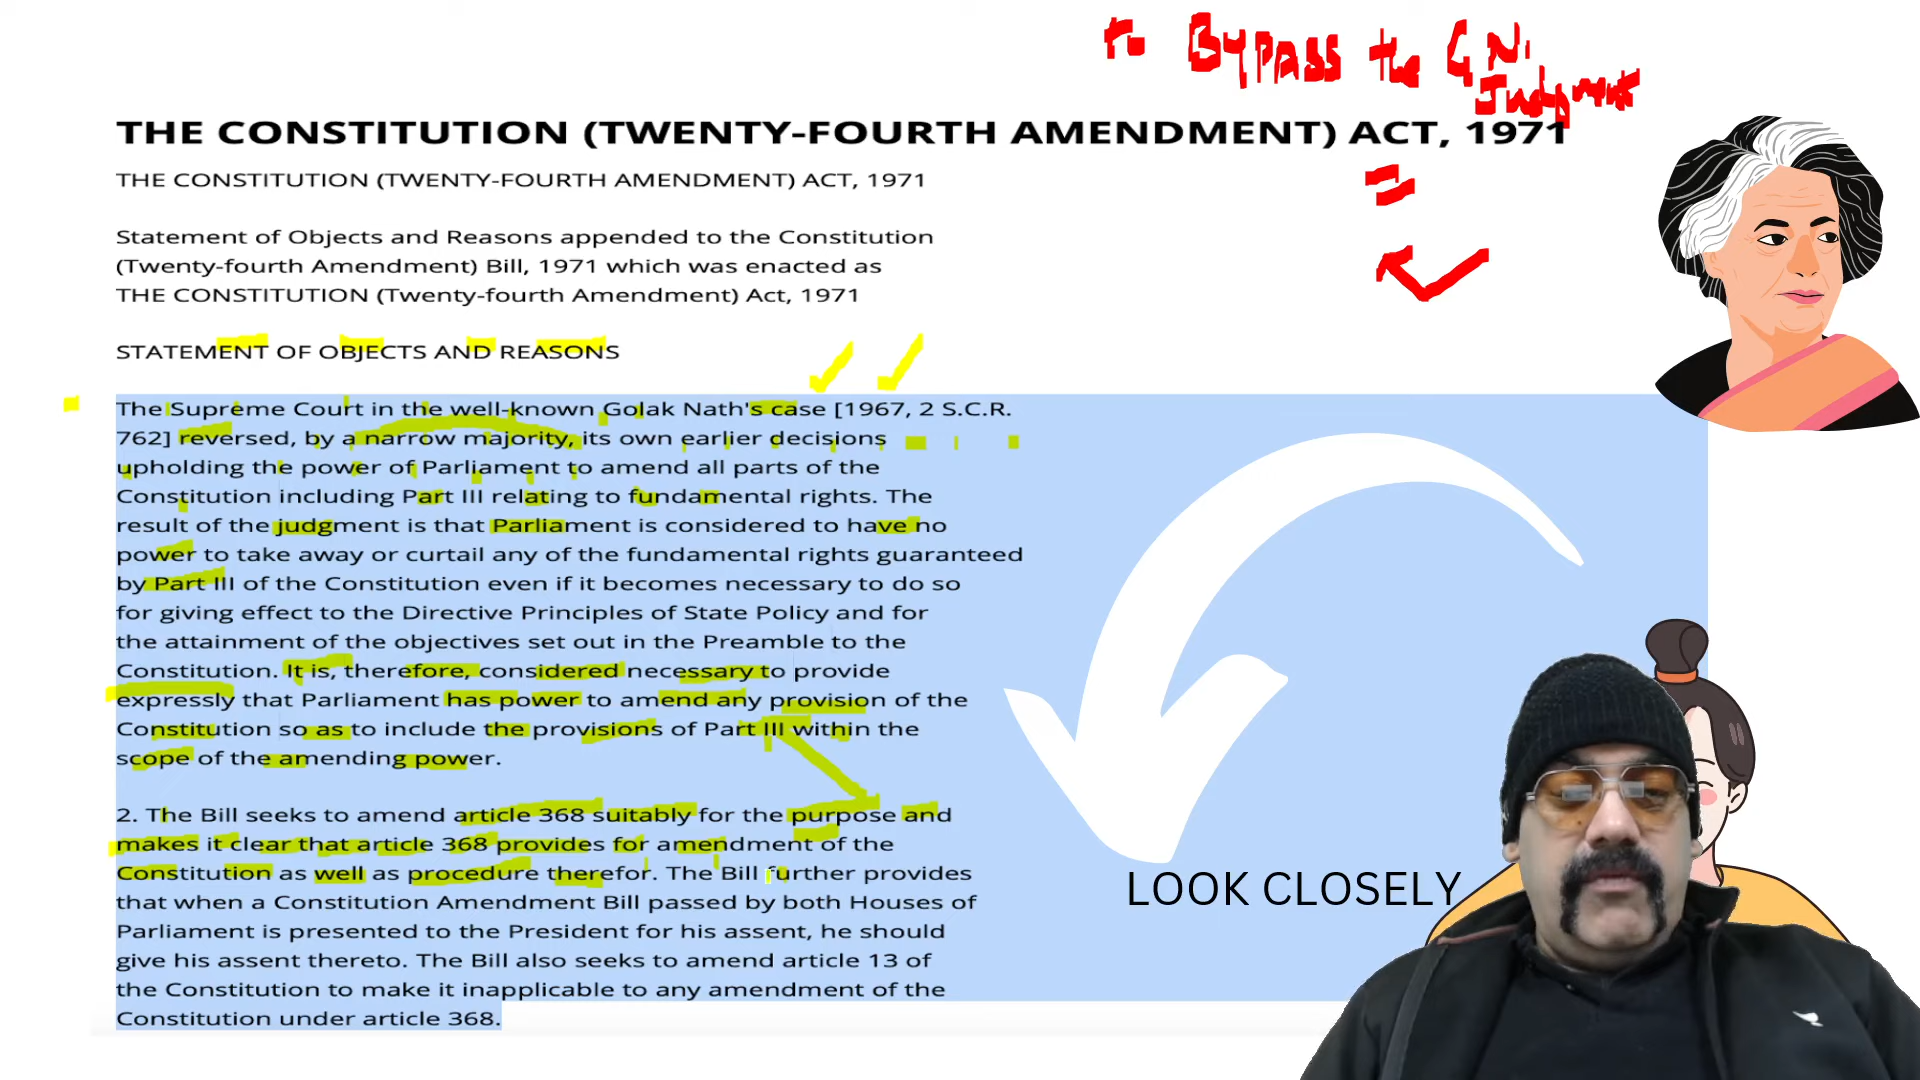 to BYPASS the G N.
Judgment
THE CONSTITUTION (TWENTY-FOURTH AMENDMENT) ACT, 1971
THE CONSTITUTION (TWENTY-FOURTH AMENDMENT) ACT, 1971
Statement of Objects and Reasons appended to the Constitution
(Twenty-fourth Amendment) Bill, 1971 which was enacted as
THE CONSTITUTION (Twenty-fourth Amendment) Act, 1971
STATEMENT OF OBJECTS AND REASONS
The Supreme Court in the well-known Golak Nath's case [1967, 2 S.C.R.
762] reversed, by a narrow majority, its own earlier decisions
upholding the power of Parliament to amend all parts of the
Constitution including Part III relating to fundamental rights. The
result of the judgment is that Parliament is considered to have no
power to take away or curtail any of the fundamental rights guaranteed
by Part III of the Constitution even if it becomes necessary to do so
for giving effect to the Directive Principles of State Policy and for
the attainment of the objectives set out in the Preamble to the
Constitution. It is, therefore, considered necessary to provide
expressly that Parliament has power to amend any provision of the
Constitution so as to include the provisions of Part III within the
scope of the amending power.
2. The Bill seeks to amend article 368 suitably for the purpose and
makes it clear that article 368 provides for amendment of the
Constitution as well as procedure therefor. The Bill further provides
that when a Constitution Amendment Bill passed by both Houses of
Parliament is presented to the President for his assent, he should
give his assent thereto. The Bill also seeks to amend article 13 of
the Constitution to make it inapplicable to any amendment of the
Constitution under article 368.
LOOK CLOSELY